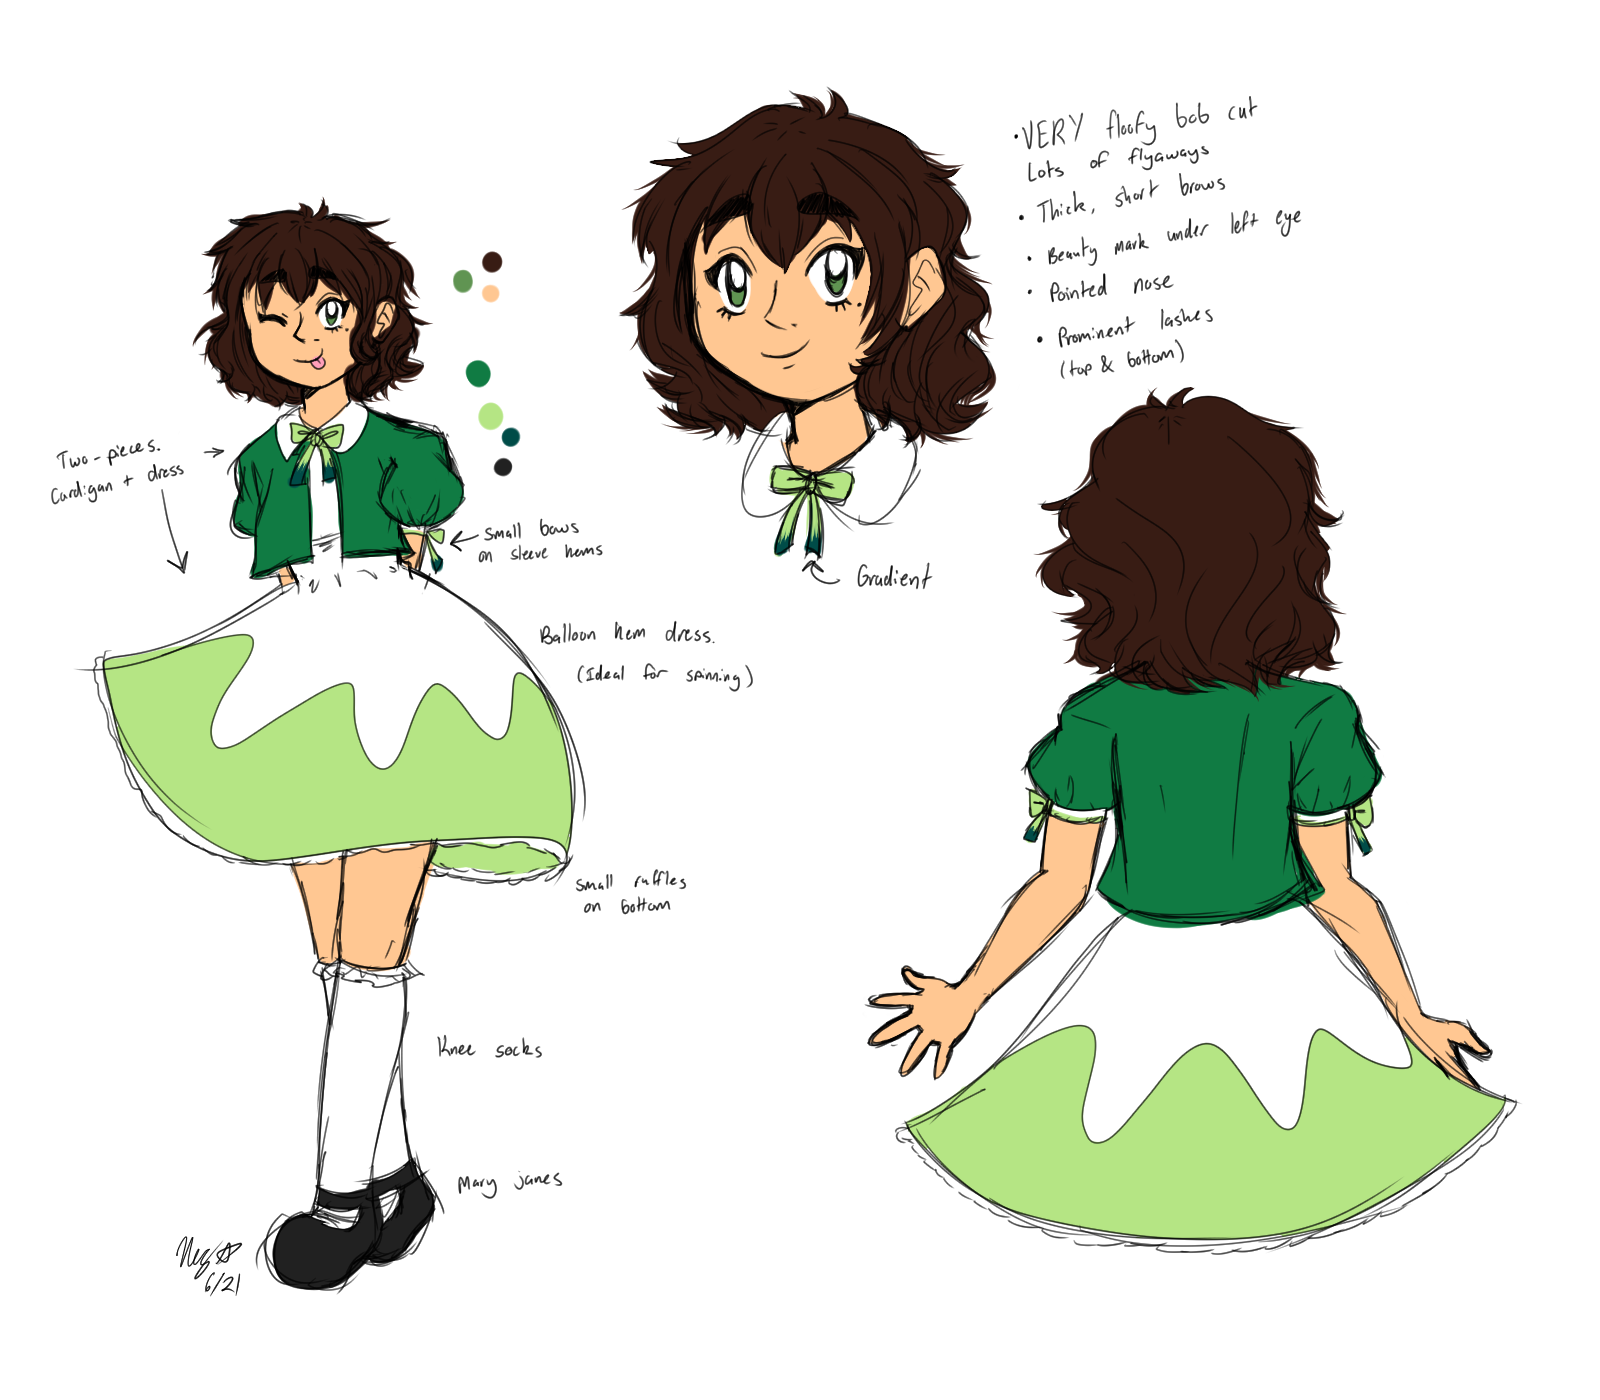 • VERY floofy bob cut
Lots of flyaways
• Thick, short brows
• Beauty mark under left eye
• Pointed nose
• Prominent lashes
(top & bottom)
Two-pieces.
Cardigan + dress
small bows
on sleeve hems
Gradient
Balloon hem dress.
(Ideal for spinning)
small ruffles
on bottom
Knee socks
Mary janes
6/21